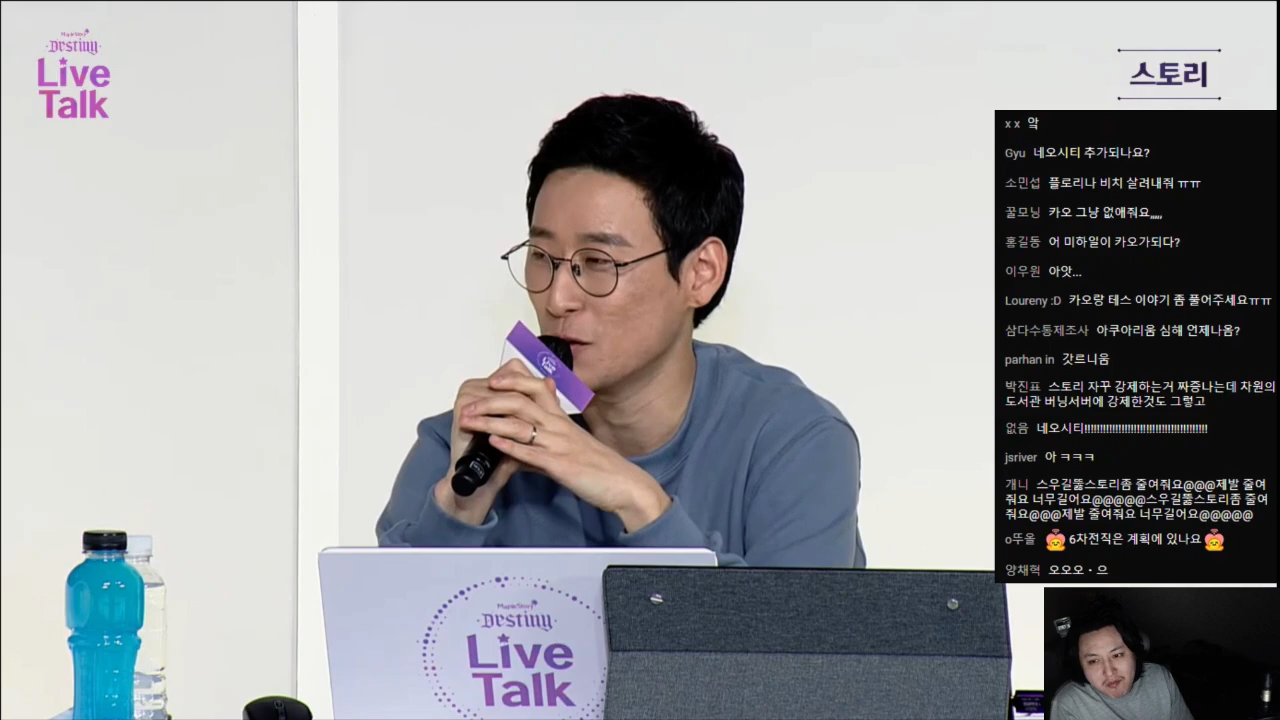 MapleStory
DESTINY
Live
Talk
스토리
x x 악
Gyu 네오시티 추가되나요?
소민섭 플로리나 비치 살려내줘 ㅠㅠ
꿀모닝 카오 그냥 없애줘요,,,,,
홍길동 어 미하일이 카오가되다?
이우원 아앗...
Loureny :D 카오랑 테스 이야기 좀 풀어주세요ㅠㅠ
삼다수통제조사 아쿠아리움 심해 언제나옴?
parhan in 갓르니움
박진표 스토리 자꾸 강제하는거 짜증나는데 차원의
도서관 버닝서버에 강제한것도 그렇고
없음 네오시티!!!!!!!!!!!!!!!!!!!!!!!!!!!!!!!!!!!!!!!!!
jsriver 아 ㅋㅋㅋ
개니 스우길뚫스토리좀 줄여줘요@@@제발 줄여
줘요 너무길어요@@@@@스우길뚫스토리좀 줄여
줘요@@@제발 줄여줘요 너무길어요@@@@@
o뚜울 6차전직은 계획에 있나요
양채혁 오오오・으
MapleStory
DESTINY
Live
Talk